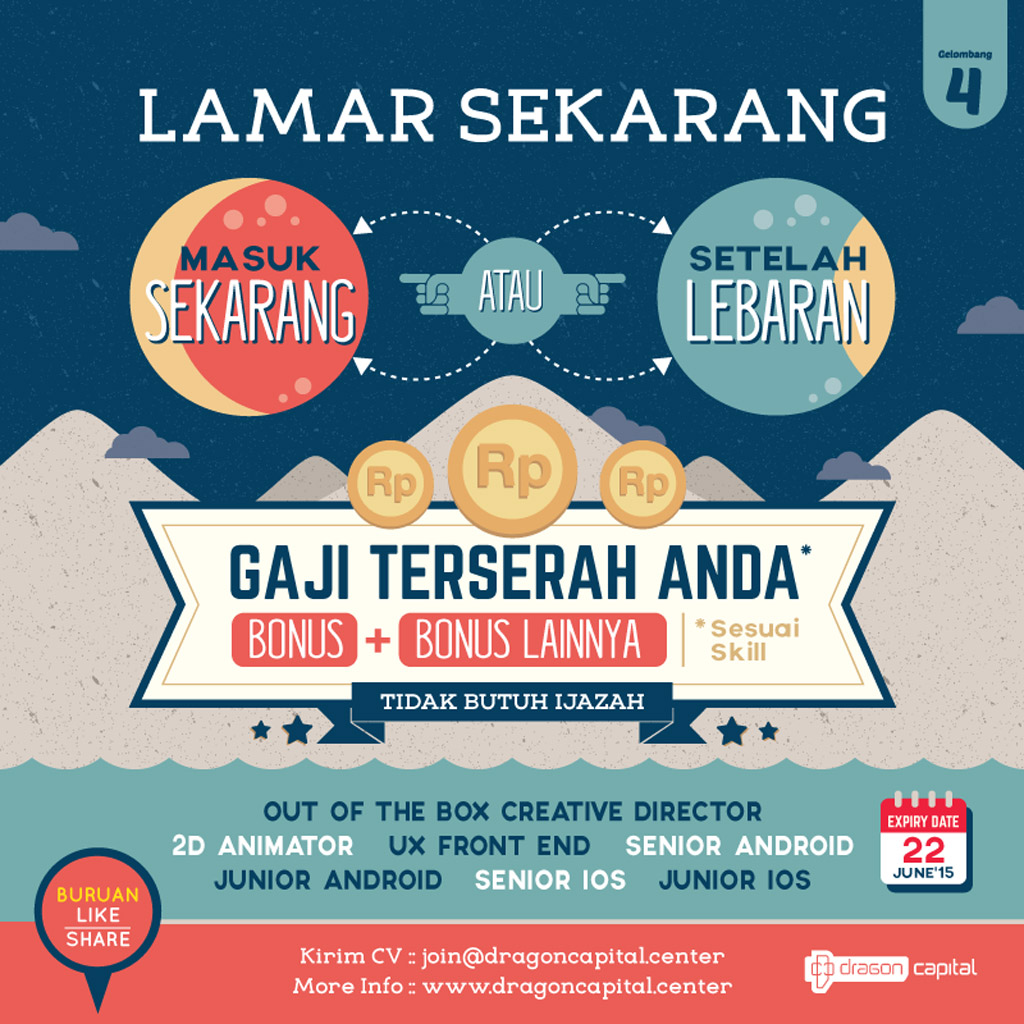 Gelombang
4
LAMAR SEKARANG
MASUK
SEKARANG
ATAU
SETELAH
LEBARAN
Rp
Rp
Rp
GAJI TERSERAH ANDA*
BONUS + BONUS LAINNYA
*Sesuai
Skill
TIDAK BUTUH IJAZAH
OUT OF THE BOX CREATIVE DIRECTOR
2D ANIMATOR UX FRONT END SENIOR ANDROID
JUNIOR ANDROID SENIOR IOS JUNIOR IOS
EXPIRY DATE
22
JUNE'15
BURUAN
LIKE
SHARE
Kirim CV :: join@dragoncapital.center
More Info :: www.dragoncapital.center
dragon capital